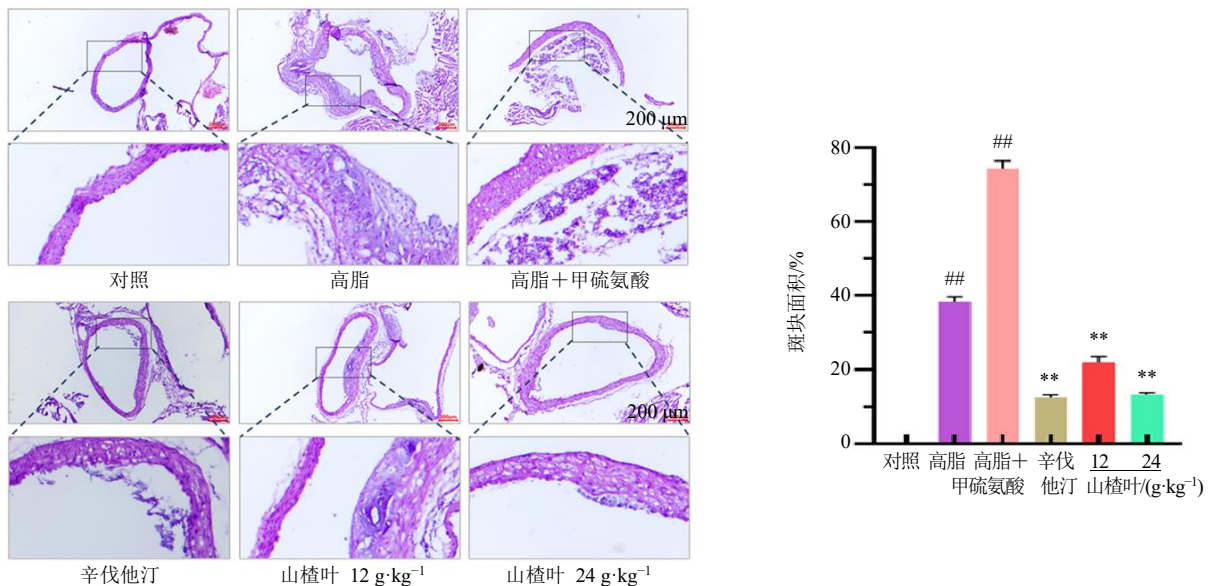 200 μm
对照
高脂
高脂＋甲硫氨酸
200 μm
辛伐他汀
山楂叶 12 g·kg⁻¹
山楂叶 24 g·kg⁻¹
斑块面积/%
80
60
40
20
0
##
##
**
**
**
对照
高脂
高脂＋
甲硫氨酸
辛伐
他汀
12
24
山楂叶/(g·kg⁻¹)